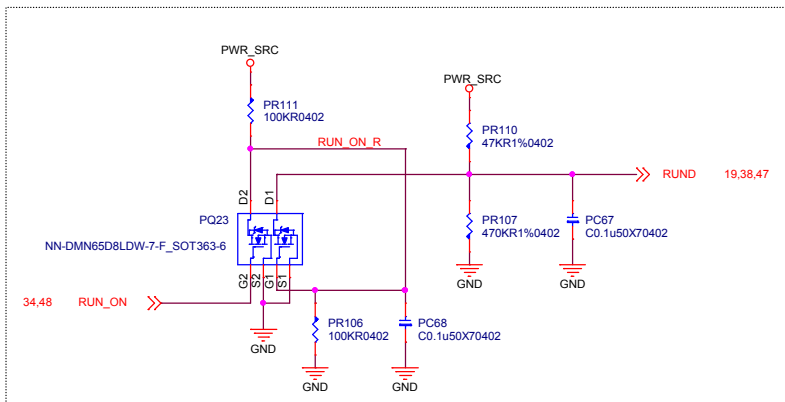 PWR_SRC
PR111
100KR0402
RUN_ON_R
PWR_SRC
PR110
47KR1%0402
RUND 19,38,47
D2
D1
PQ23
NN-DMN65D8LDW-7-F_SOT363-6
G2
S2
G1
S1
PR107
470KR1%0402
PC67
C0.1u50X70402
GND
GND
34,48 RUN_ON
PR106
100KR0402
PC68
C0.1u50X70402
GND
GND
GND